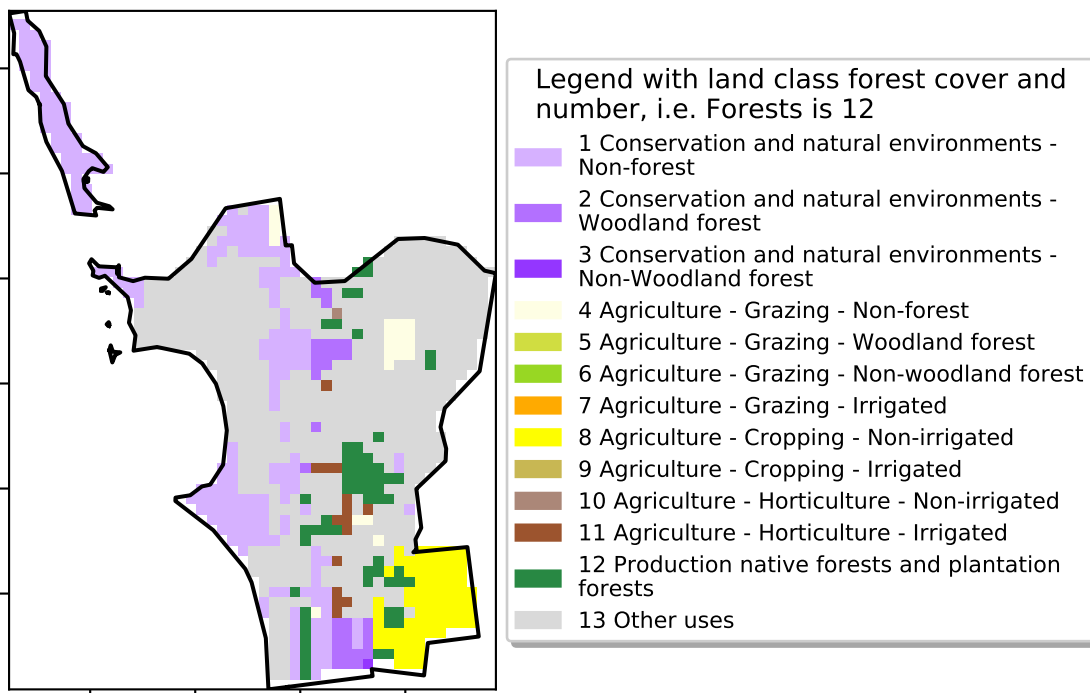 Legend with land class forest cover and
number, i.e. Forests is 12
1 Conservation and natural environments -
Non-forest
2 Conservation and natural environments -
Woodland forest
3 Conservation and natural environments -
Non-Woodland forest
4 Agriculture - Grazing - Non-forest
5 Agriculture - Grazing - Woodland forest
6 Agriculture - Grazing - Non-woodland forest
7 Agriculture - Grazing - Irrigated
8 Agriculture - Cropping - Non-irrigated
9 Agriculture - Cropping - Irrigated
10 Agriculture - Horticulture - Non-irrigated
11 Agriculture - Horticulture - Irrigated
12 Production native forests and plantation
forests
13 Other uses